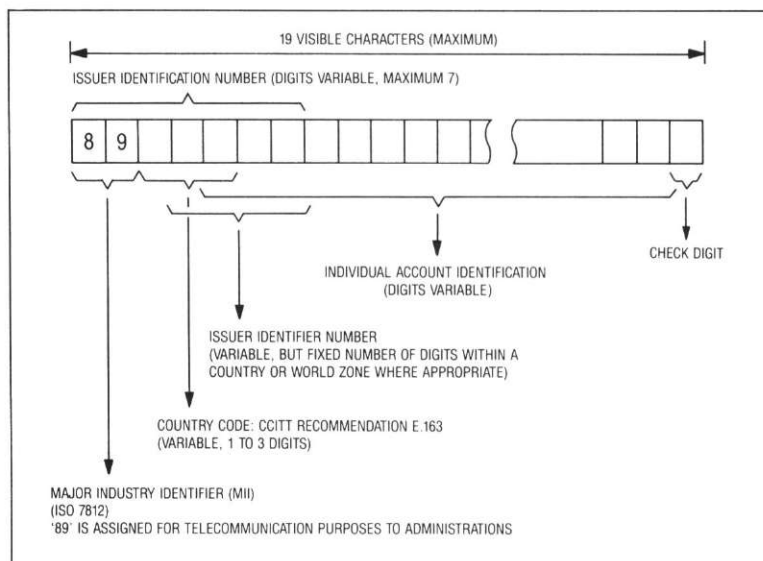 19 VISIBLE CHARACTERS (MAXIMUM)
ISSUER IDENTIFICATION NUMBER (DIGITS VARIABLE, MAXIMUM 7)
8 9
CHECK DIGIT
INDIVIDUAL ACCOUNT IDENTIFICATION
(DIGITS VARIABLE)
ISSUER IDENTIFIER NUMBER
(VARIABLE, BUT FIXED NUMBER OF DIGITS WITHIN A
COUNTRY OR WORLD ZONE WHERE APPROPRIATE)
COUNTRY CODE: CCITT RECOMMENDATION E.163
(VARIABLE, 1 TO 3 DIGITS)
MAJOR INDUSTRY IDENTIFIER (MII)
(ISO 7812)
'89' IS ASSIGNED FOR TELECOMMUNICATION PURPOSES TO ADMINISTRATIONS